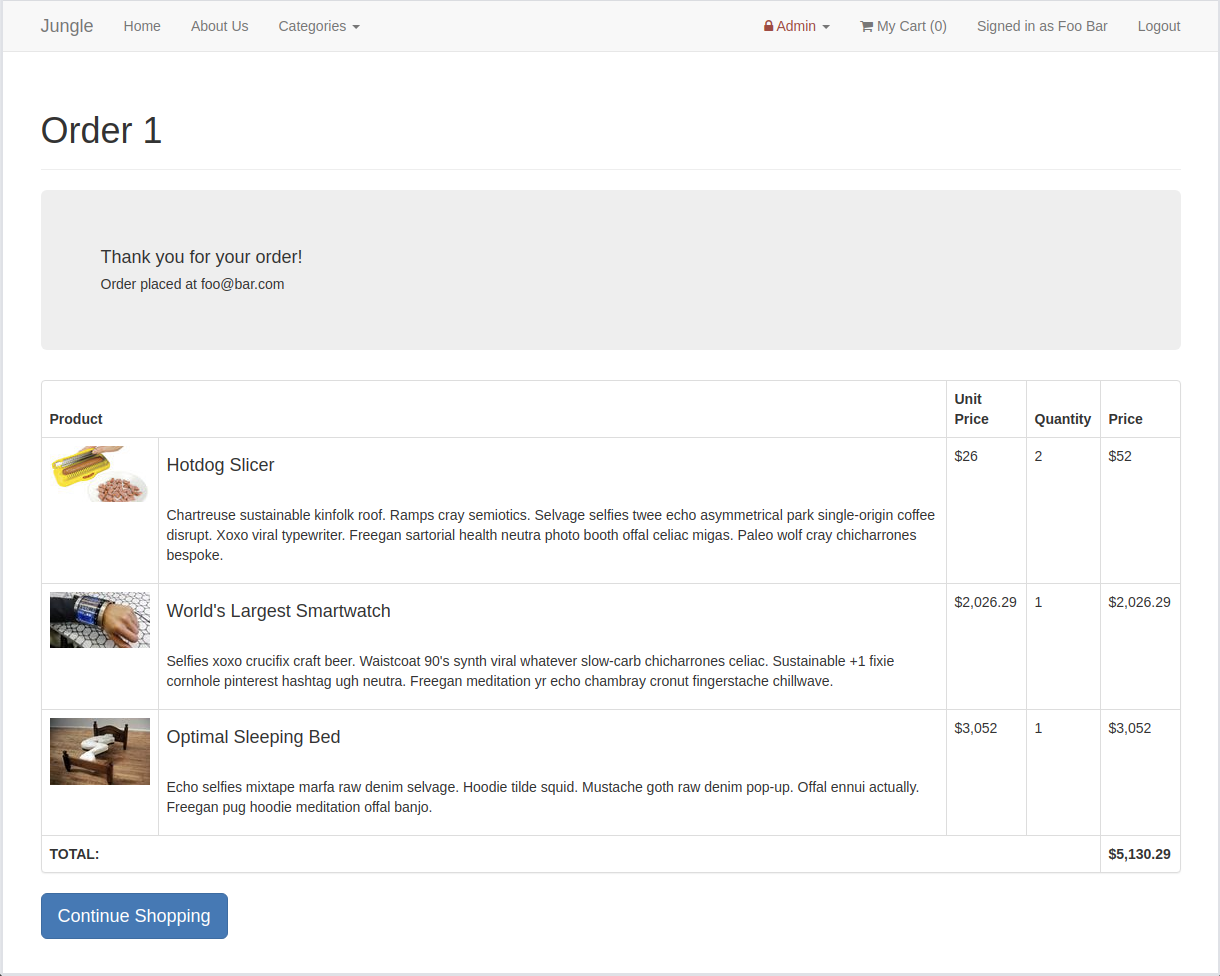 Jungle Home About Us Categories Admin My Cart (0) Signed in as Foo Bar Logout
Order 1
Thank you for your order!
Order placed at foo@bar.com
Product Unit Price Quantity Price
Hotdog Slicer $26 2 $52
Chartreuse sustainable kinfolk roof. Ramps cray semiotics. Selvage selfies twee echo asymmetrical park single-origin coffee
disrupt. Xoxo viral typewriter. Freegan sartorial health neutra photo booth offal celiac migas. Paleo wolf cray chicharrones
bespoke.
World's Largest Smartwatch $2,026.29 1 $2,026.29
Selfies xoxo crucifix craft beer. Waistcoat 90's synth viral whatever slow-carb chicharrones celiac. Sustainable +1 fixie
cornhole pinterest hashtag ugh neutra. Freegan meditation yr echo chambray cronut fingerstache chillwave.
Optimal Sleeping Bed $3,052 1 $3,052
Echo selfies mixtape marfa raw denim selvage. Hoodie tilde squid. Mustache goth raw denim pop-up. Offal ennui actually.
Freegan pug hoodie meditation offal banjo.
TOTAL: $5,130.29
Continue Shopping